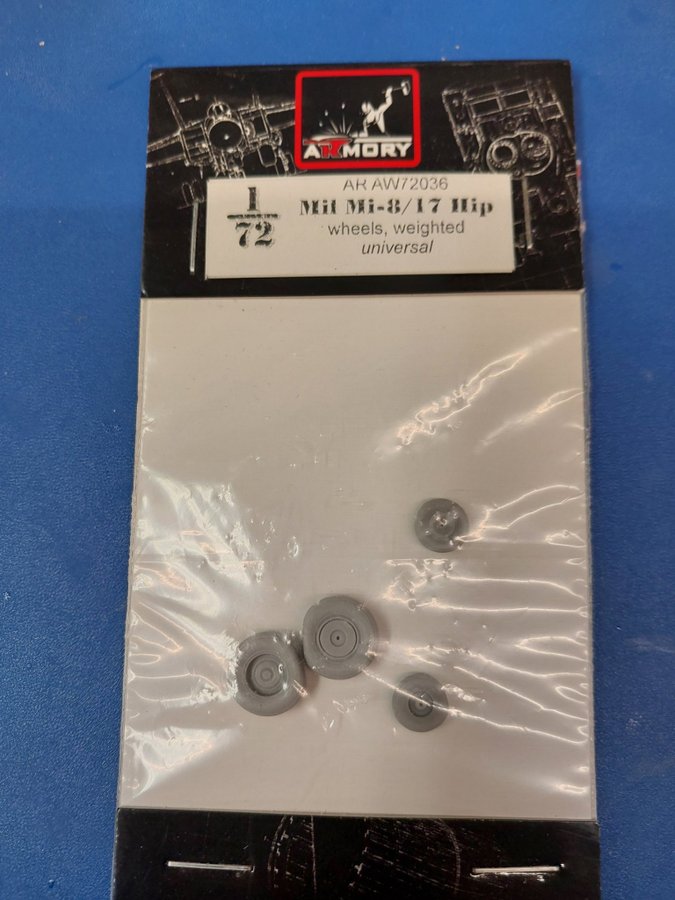 ARMORY
AR AW72036
1/72
Mil Mi-8/17 Hip
wheels, weighted
universal